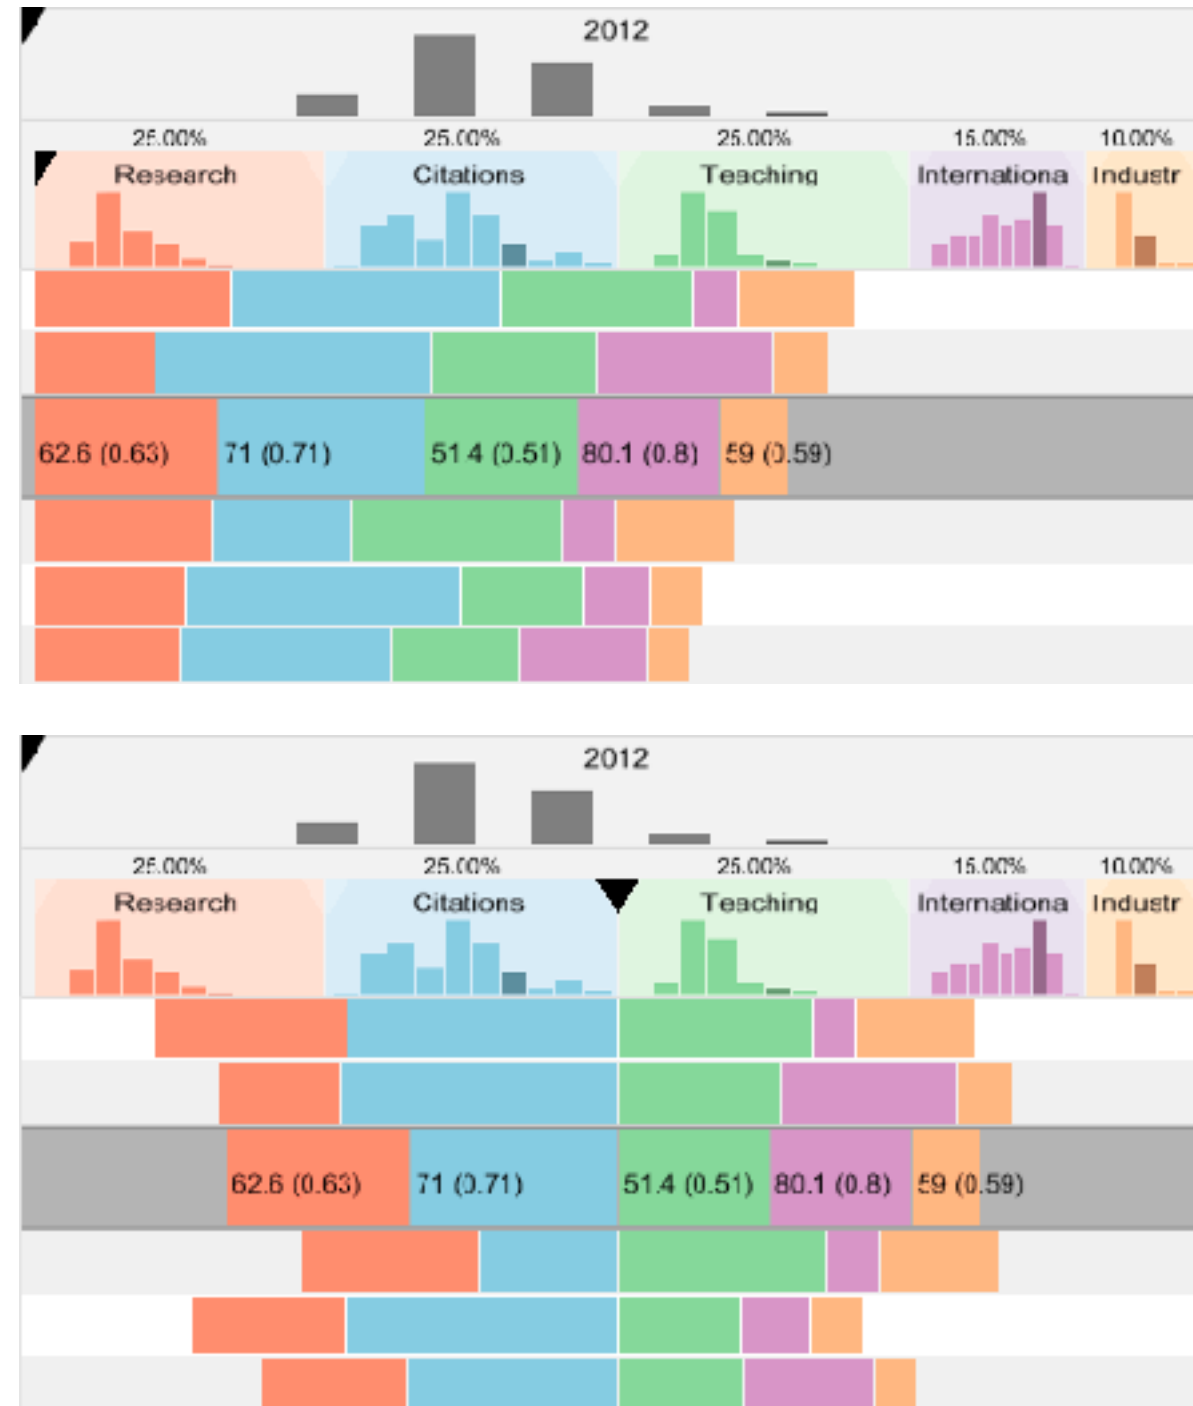 2012
25.00% 25.00% 25.00% 15.00% 10.00%
Research Citations Teaching Internationa Industr
62.6 (0.63) 71 (0.71) 51.4 (0.51) 80.1 (0.8) 59 (0.59)
2012
25.00% 25.00% 25.00% 15.00% 10.00%
Research Citations Teaching Internationa Industr
62.6 (0.63) 71 (0.71) 51.4 (0.51) 80.1 (0.8) 59 (0.59)